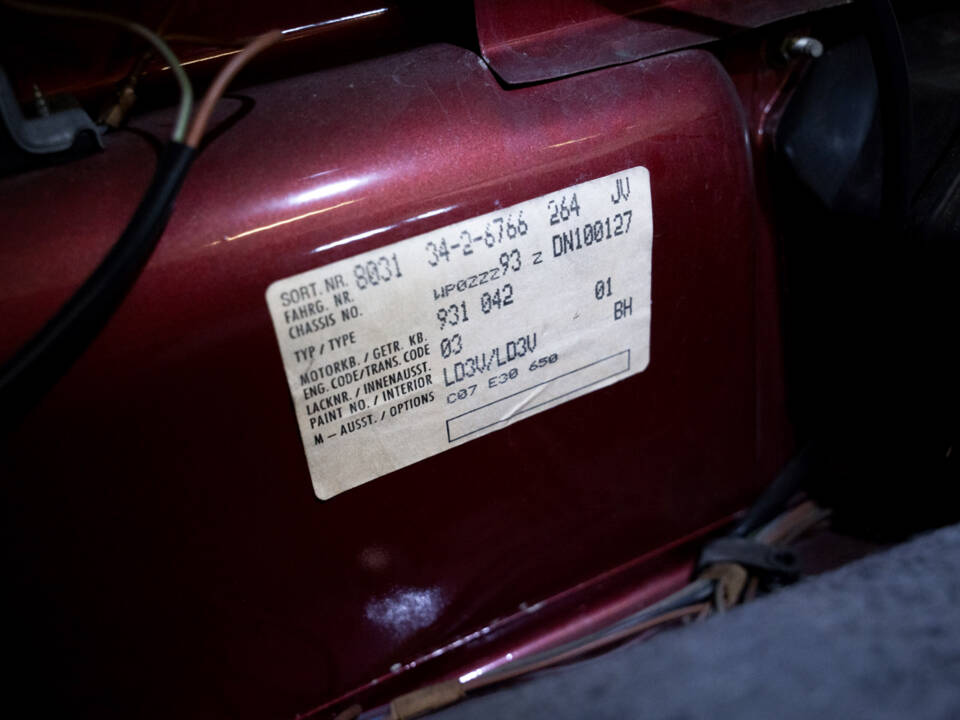 SORT. NR. 8031 34-2-6766 264 JV
FAHRG. NR.
CHASSIS NO. WP0ZZZ93 Z DN100127
TYP / TYPE 931 042 01
MOTORKB. / GETR. KB.
ENG. CODE/TRANS. CODE 03 BH
LACKNR. / INNENAUSST.
PAINT NO. / INTERIOR LD3V/LD3V
M – AUSST. / OPTIONS C07 E30 650